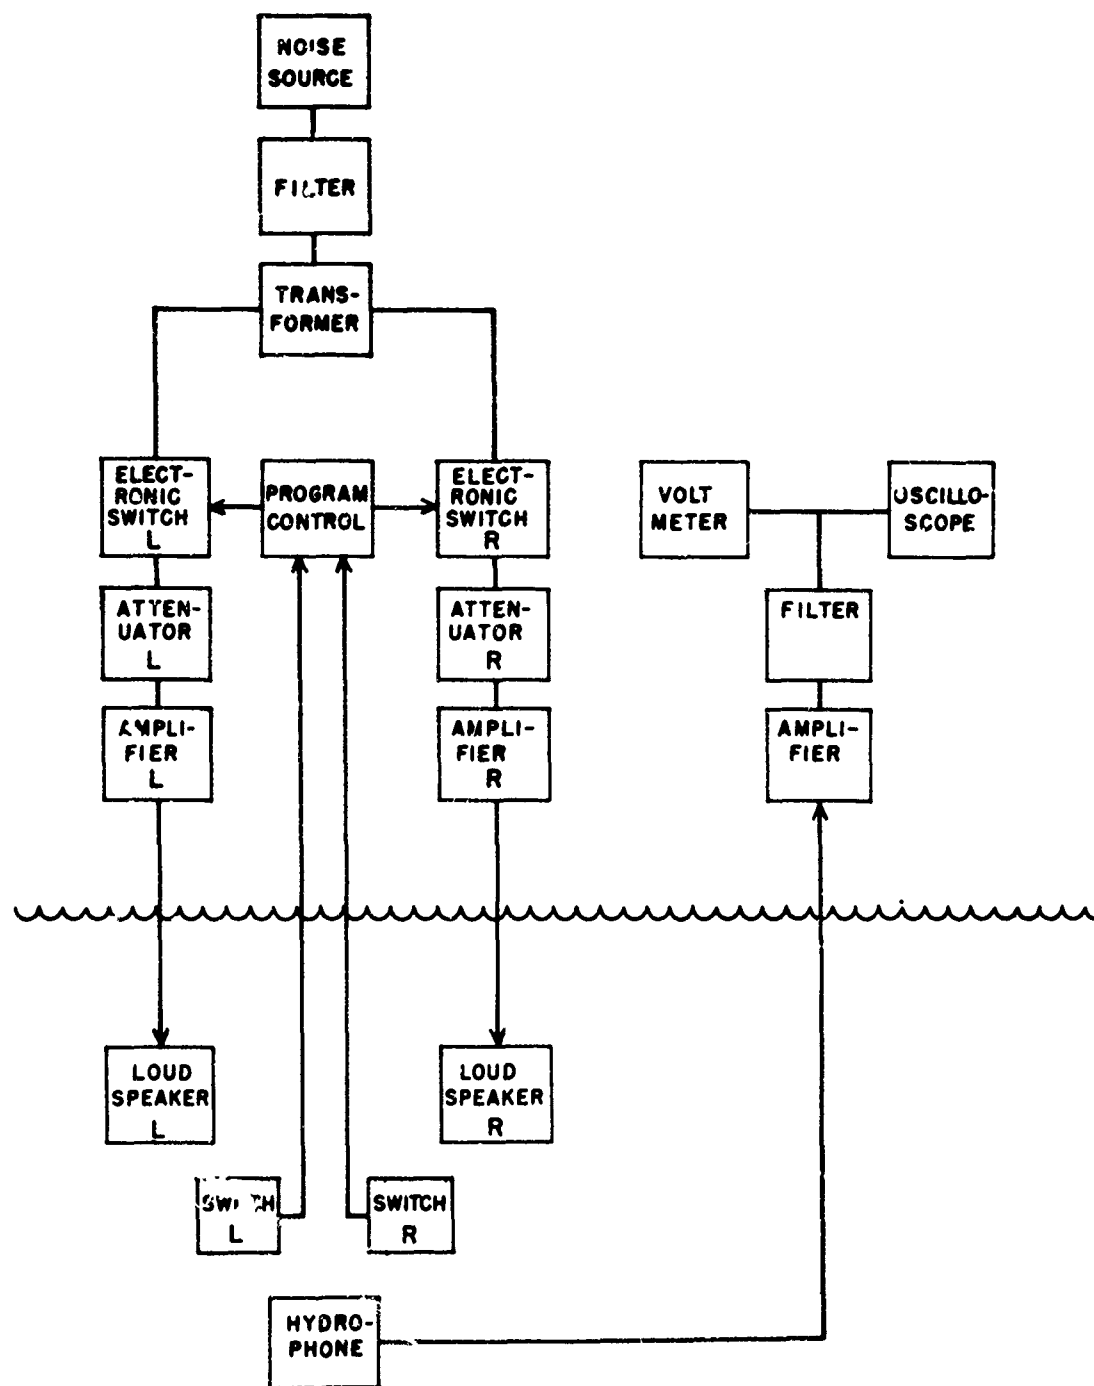 NOISE
SOURCE
FILTER
TRANS-
FORMER
ELECT-
RONIC
SWITCH
L
PROGRAM
CONTROL
ELECT-
RONIC
SWITCH
R
VOLT
METER
OSCILLO-
SCOPE
ATTEN-
UATOR
L
ATTEN-
UATOR
R
FILTER
AMPLI-
FIER
L
AMPLI-
FIER
R
AMPLI-
FIER
LOUD
SPEAKER
L
LOUD
SPEAKER
R
SWITCH
L
SWITCH
R
HYDRO-
PHONE